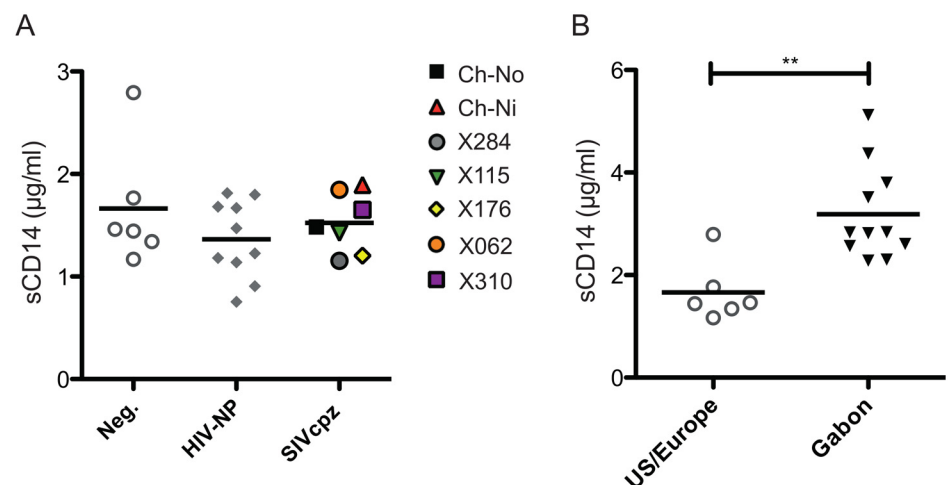 A
sCD14 (µg/ml)
3
2
1
0
Neg.
HIV-NP
SIVcpz
Ch-No
Ch-Ni
X284
X115
X176
X062
X310
B
sCD14 (µg/ml)
6
4
2
0
**
US/Europe
Gabon